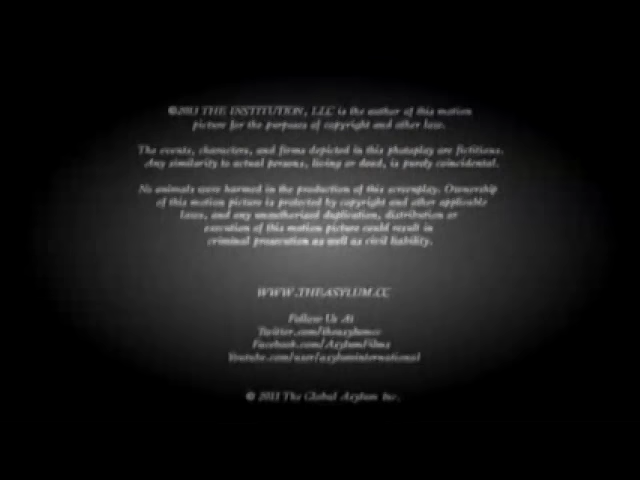 ©2013 THE INSTITUTION, LLC is the author of this motion
picture for the purposes of copyright and other law.
The events, characters, and firms depicted in this photoplay are fictitious.
Any similarity to actual persons, living or dead, is purely coincidental.
No animals were harmed in the production of this screenplay. Ownership
of this motion picture is protected by copyright and other applicable
laws, and any unauthorized duplication, distribution or
execution of this motion picture could result in
criminal prosecution as well as civil liability.
WWW.THEASYLUM.CC
Follow Us At
Twitter.com/theasylumcc
Facebook.com/AsylumFilms
Youtube.com/user/asyluminternational
© 2013 The Global Asylum Inc.